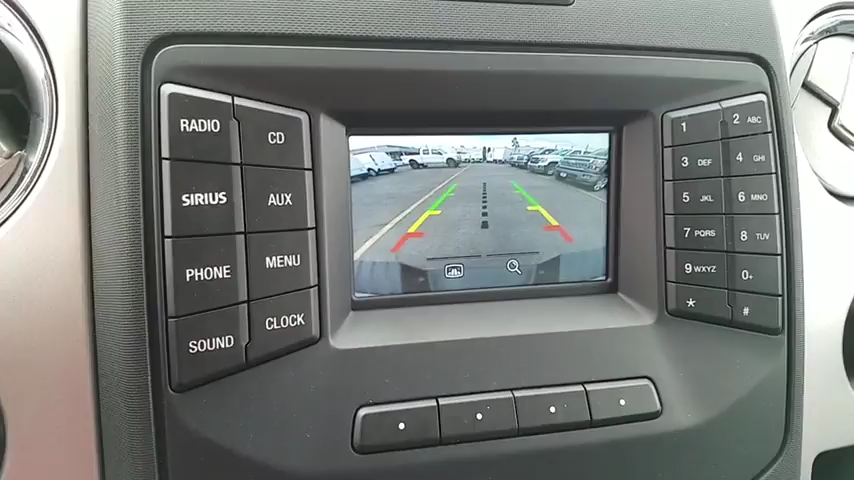 RADIO
CD
SIRIUS
AUX
PHONE
MENU
SOUND
CLOCK
1
2 ABC
3 DEF
4 GHI
5 JKL
6 MNO
7 PQRS
8 TUV
9 WXYZ
0+
*
#